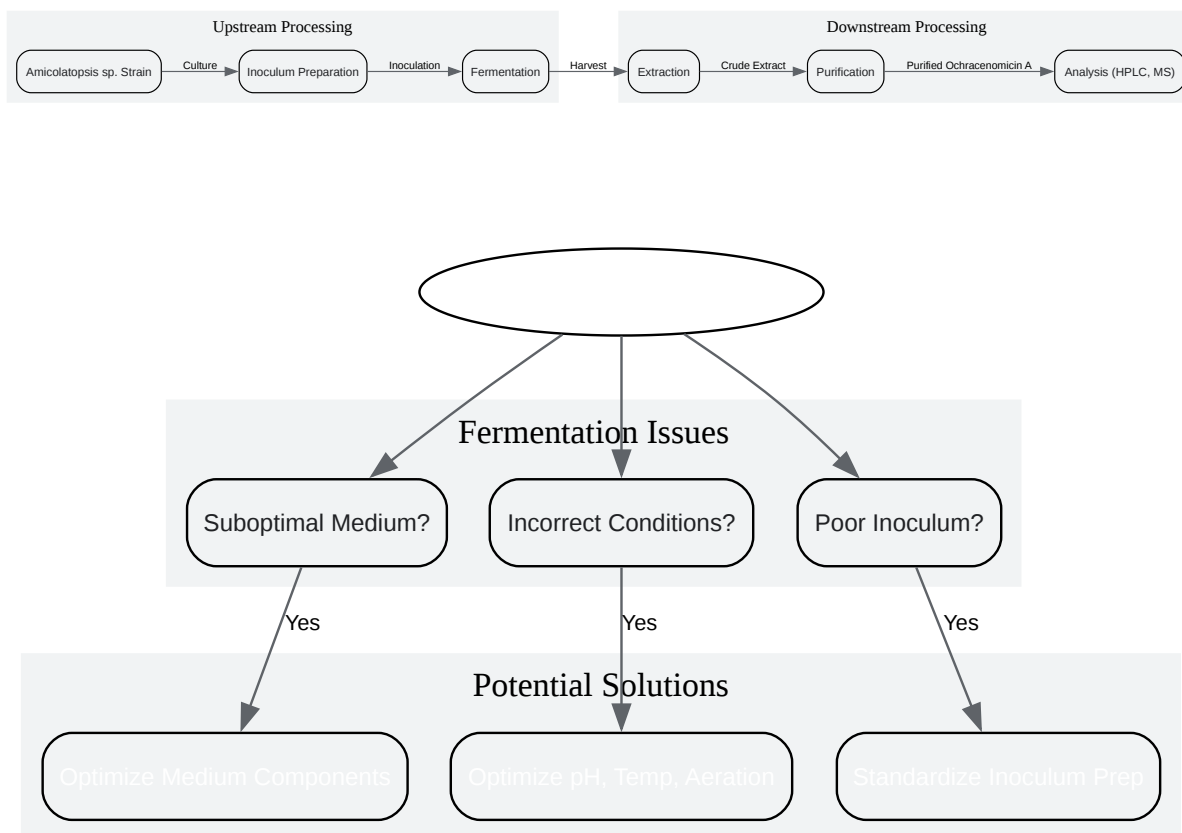 Upstream Processing
Downstream Processing
Amicolatopsis sp. Strain
Culture
Inoculum Preparation
Inoculation
Fermentation
Harvest
Extraction
Crude Extract
Purification
Purified Ochracenomicin A
Analysis (HPLC, MS)
Fermentation Issues
Suboptimal Medium?
Incorrect Conditions?
Poor Inoculum?
Yes
Yes
Yes
Potential Solutions
Optimize Medium Components
Optimize pH, Temp, Aeration
Standardize Inoculum Prep